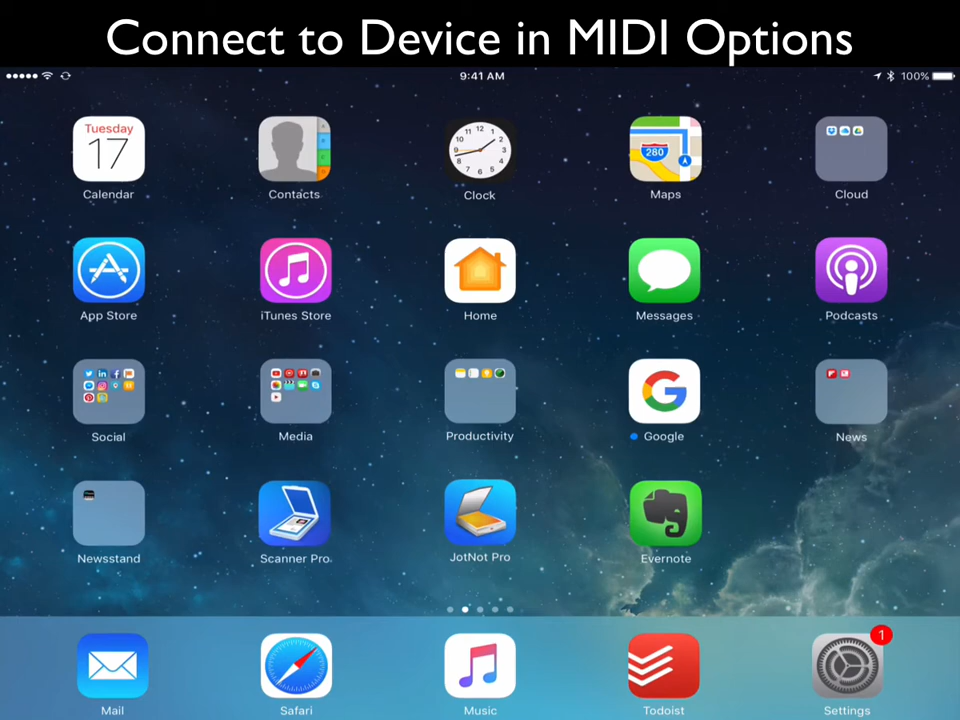 Connect to Device in MIDI Options
9:41 AM
100%
Tuesday
17
12
280
Calendar
Contacts
Clock
Maps
Cloud
App Store
iTunes Store
Home
Messages
Podcasts
Social
Media
Productivity
Google
News
Newsstand
Scanner Pro
JotNot Pro
Evernote
1
Mail
Safari
Music
Todoist
Settings